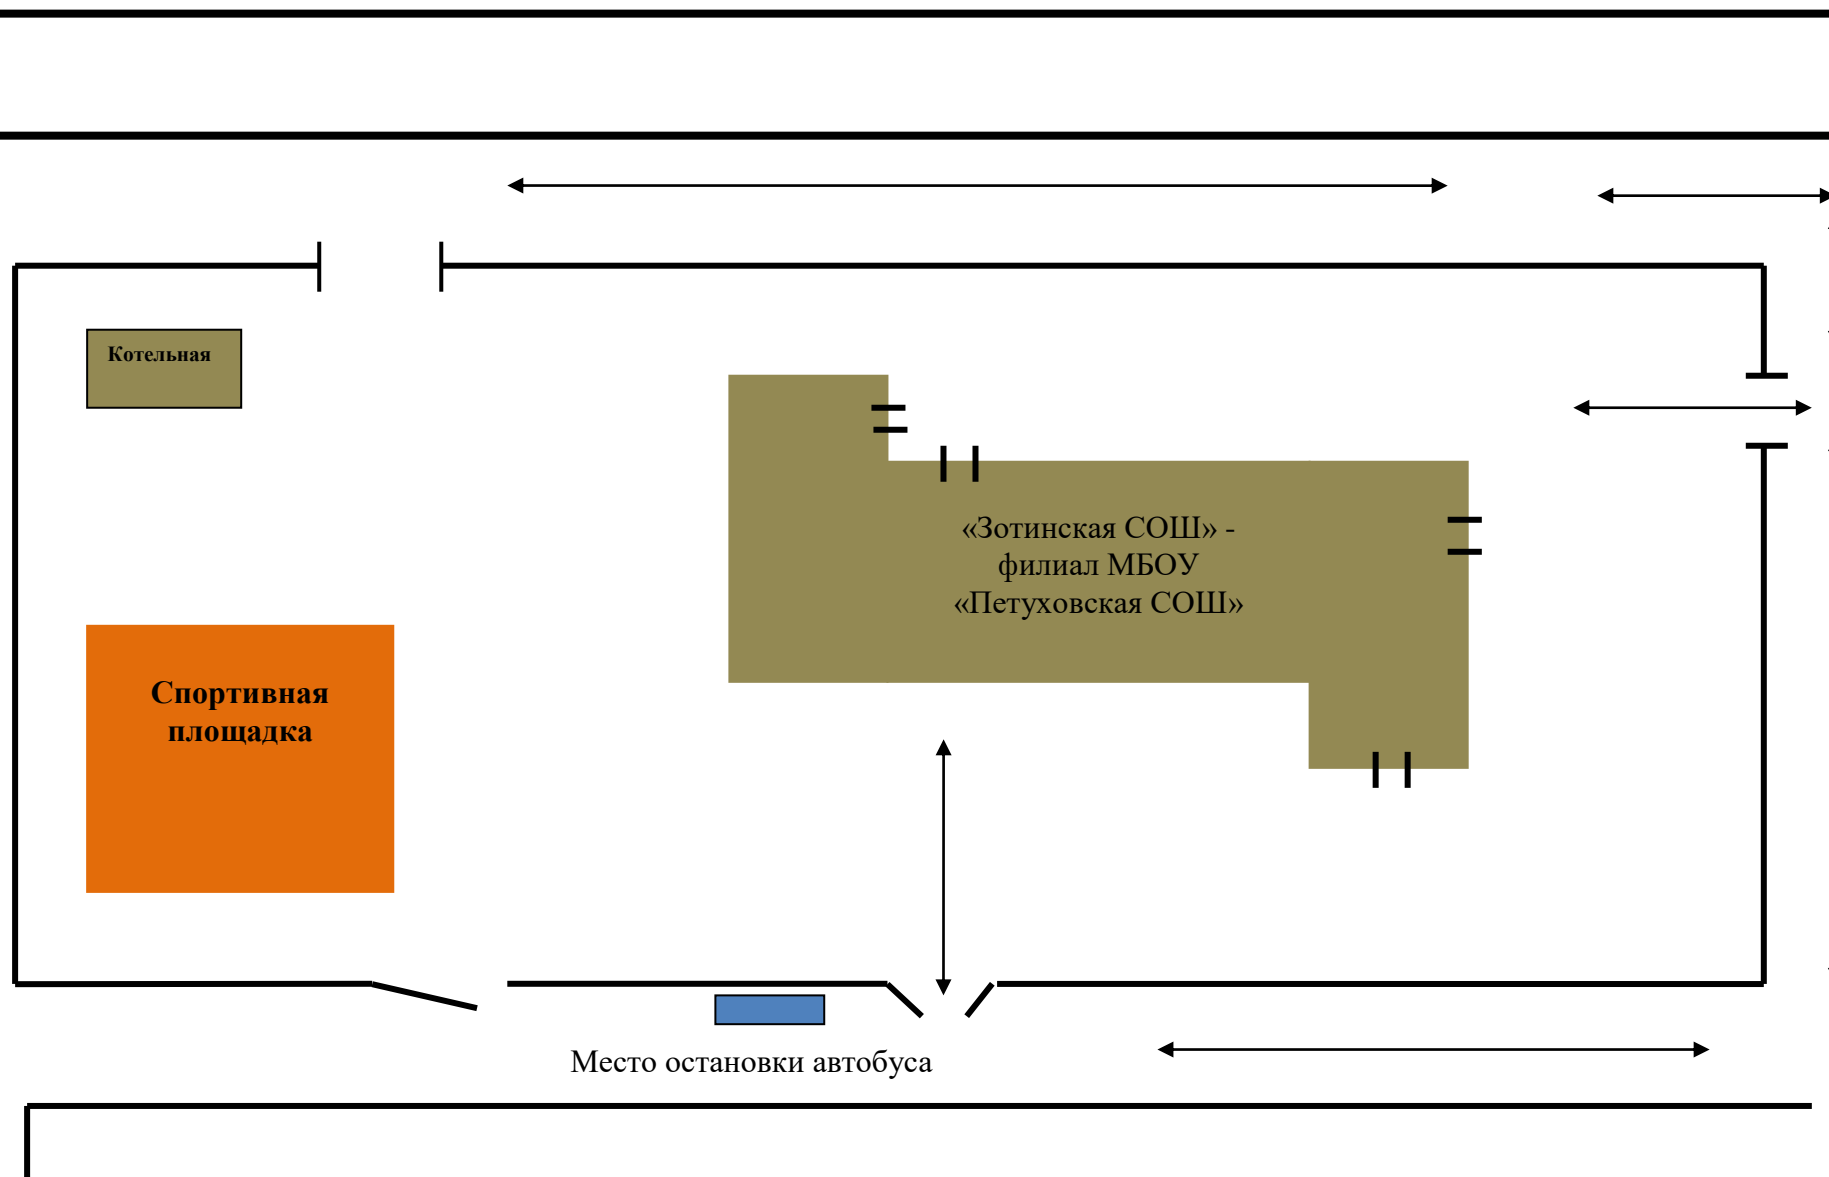 Котельная
«Зотинская СОШ» -
филиал МБОУ
«Петуховская СОШ»
Спортивная
площадка
Место остановки автобуса